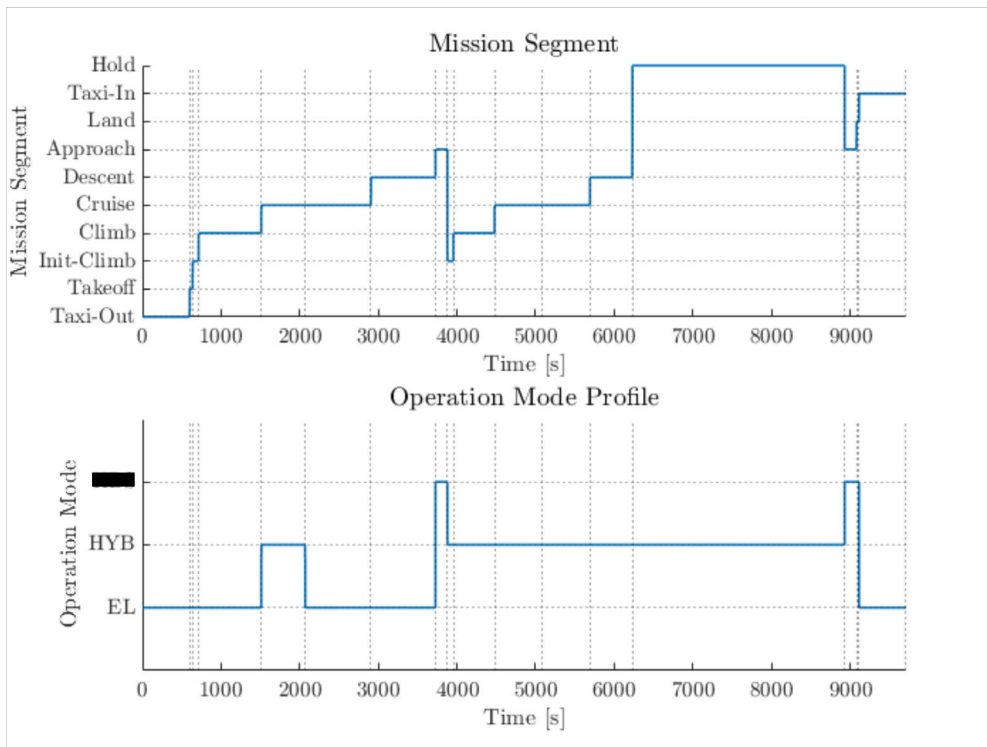 Mission Segment
Mission Segment
Hold
Taxi-In
Land
Approach
Descent
Cruise
Climb
Init-Climb
Takeoff
Taxi-Out
0 1000 2000 3000 4000 5000 6000 7000 8000 9000
Time [s]
Operation Mode Profile
Operation Mode
HYB
EL
0 1000 2000 3000 4000 5000 6000 7000 8000 9000
Time [s]